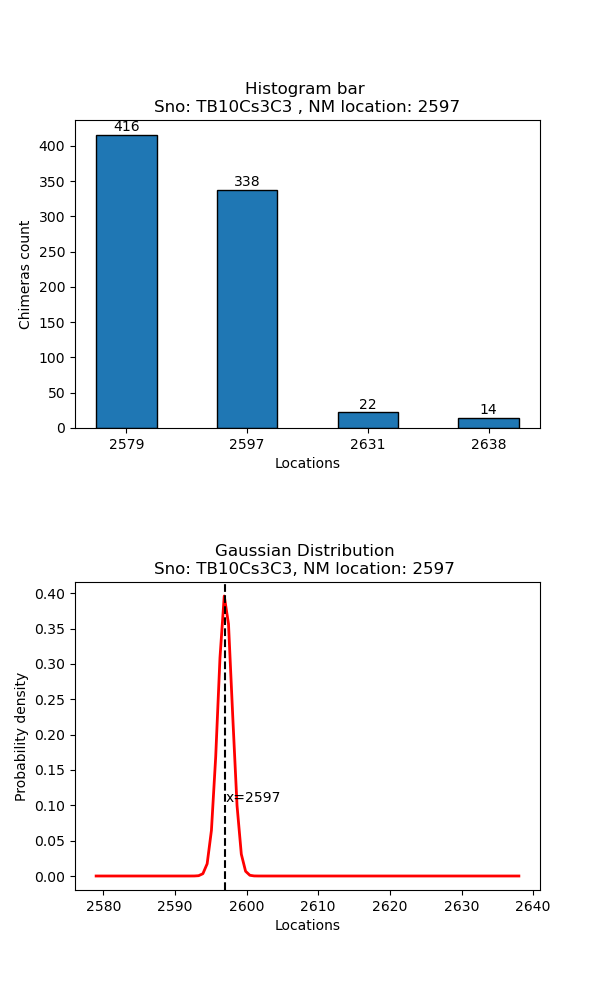 Histogram bar
Sno: TB10Cs3C3 , NM location: 2597
416
400
338
350
300
250
Chimeras count
200
150
100
50
22
14
0
2579 2597 2631 2638
Locations
Gaussian Distribution
Sno: TB10Cs3C3, NM location: 2597
0.40
0.35
0.30
0.25
Probability density
0.20
0.15
0.10
x=2597
0.05
0.00
2580 2590 2600 2610 2620 2630 2640
Locations